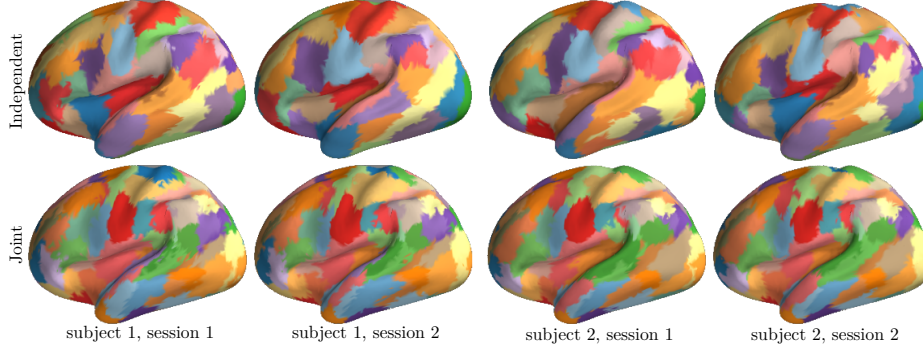 Independent
Joint
subject 1, session 1
subject 1, session 2
subject 2, session 1
subject 2, session 2